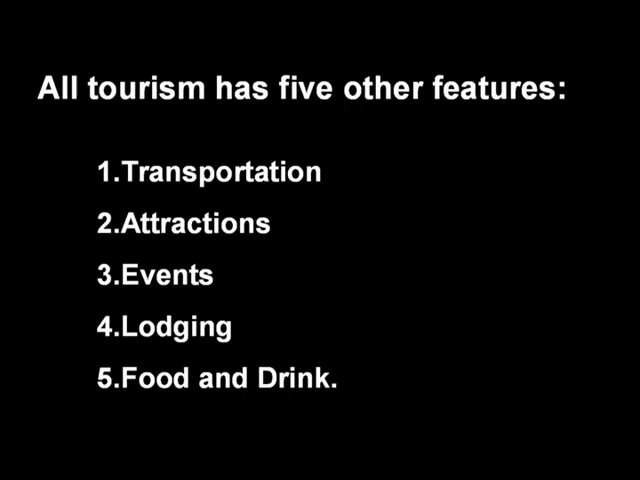 All tourism has five other features:
1.Transportation
2.Attractions
3.Events
4.Lodging
5.Food and Drink.